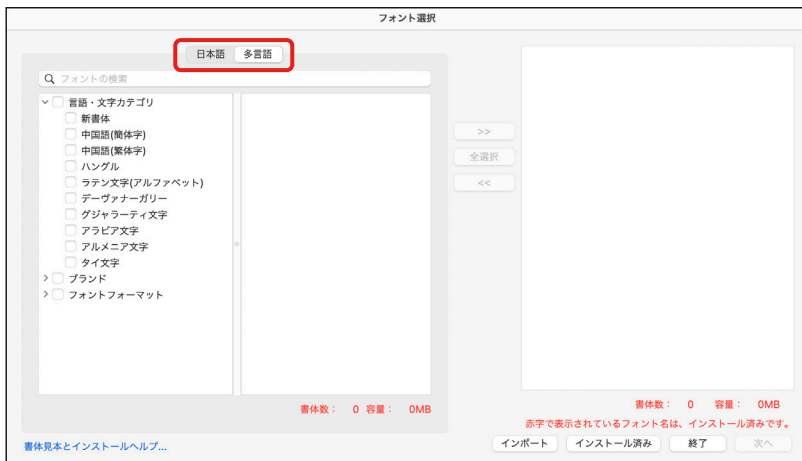 フォント選択
日本語 多言語
フォントの検索
言語・文字カテゴリ
新書体
中国語(簡体字)
中国語(繁体字)
ハングル
ラテン文字(アルファベット)
デーヴァナーガリー
グジャラーティ文字
アラビア文字
アルメニア文字
タイ文字
ブランド
フォントフォーマット
>>
全選択
<<
書体数： 0 容量： 0MB
書体数： 0 容量： 0MB
赤字で表示されているフォント名は、インストール済みです。
書体見本とインストールヘルプ...
インポート インストール済み 終了 次へ